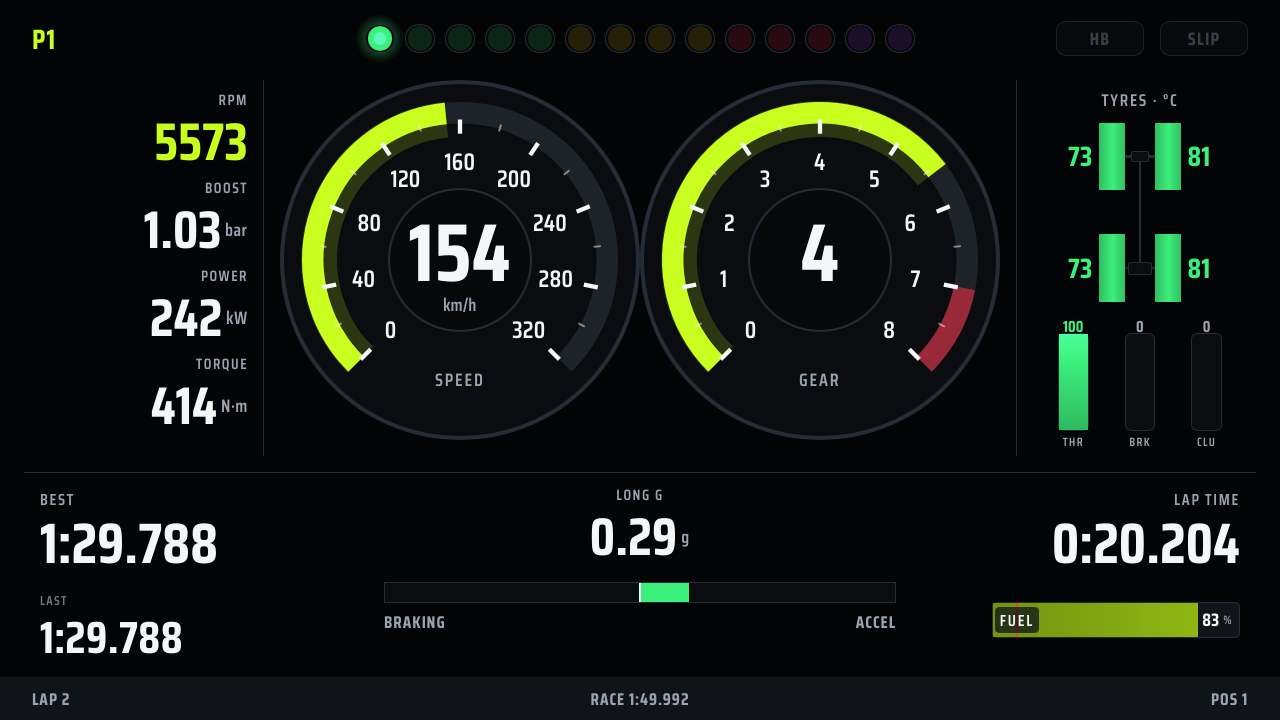 P1
HB
SLIP
RPM
5573
BOOST
1.03 bar
POWER
242 kW
TORQUE
414 N·m
0
40
80
120
160
200
240
280
320
154
km/h
SPEED
0
1
2
3
4
5
6
7
8
4
GEAR
TYRES · °C
73 81
73 81
100 0 0
THR BRK CLU
BEST
1:29.788
LAST
1:29.788
LONG G
0.29 g
BRAKING ACCEL
LAP TIME
0:20.204
FUEL 83 %
LAP 2
RACE 1:49.992
POS 1